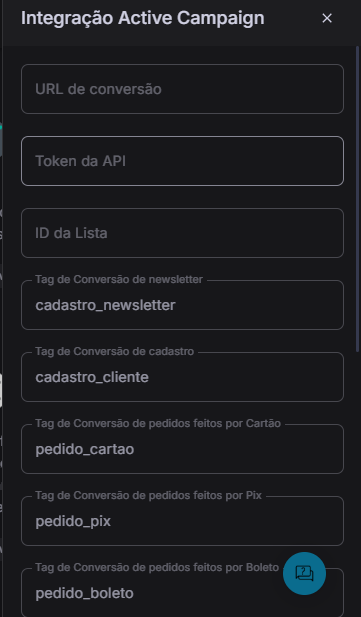 Integração Active Campaign
URL de conversão
Token da API
ID da Lista
Tag de Conversão de newsletter
cadastro_newsletter
Tag de Conversão de cadastro
cadastro_cliente
Tag de Conversão de pedidos feitos por Cartão
pedido_cartao
Tag de Conversão de pedidos feitos por Pix
pedido_pix
Tag de Conversão de pedidos feitos por Boleto
pedido_boleto